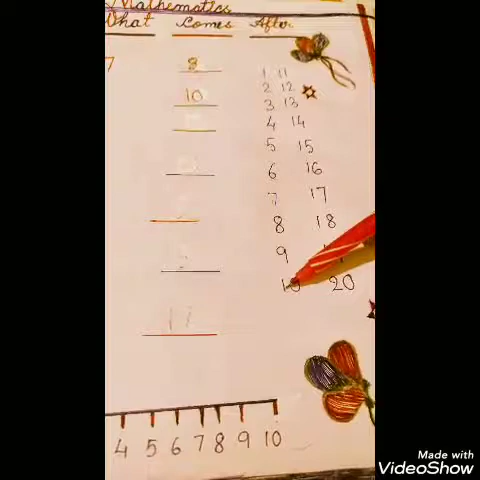 Mathematics
What Comes After
7 8
10
17
1 11
2 12
3 13
4 14
5 15
6 16
7 17
8 18
9
10 20
4 5 6 7 8 9 10
Made with
VideoShow